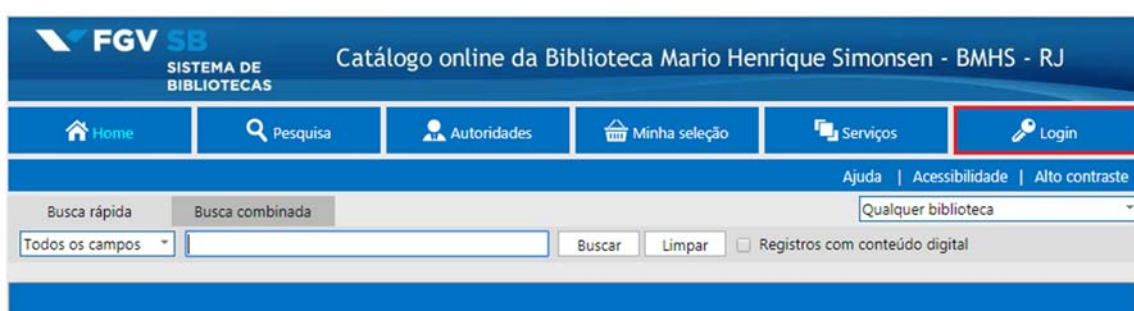 FGV SB
SISTEMA DE
BIBLIOTECAS
Catálogo online da Biblioteca Mario Henrique Simonsen - BMHS - RJ
Home Pesquisa Autoridades Minha seleção Serviços Login
Ajuda | Acessibilidade | Alto contraste
Busca rápida Busca combinada Qualquer biblioteca
Todos os campos Buscar Limpar Registros com conteúdo digital